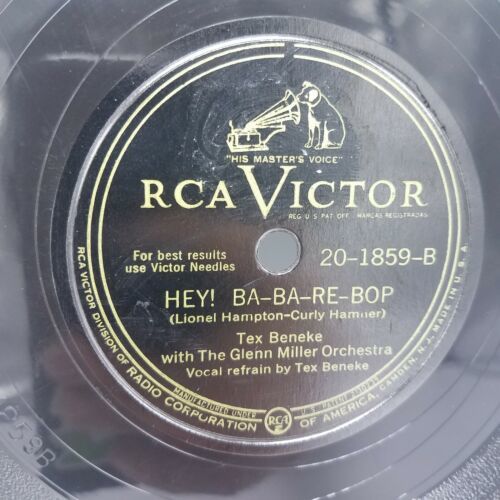 "HIS MASTER'S VOICE"
RCA VICTOR
REG. U. S. PAT. OFF. MARCAS REGISTRADAS
For best results
use Victor Needles
20-1859-B
HEY! BA-BA-RE-BOP
(Lionel Hampton-Curly Hamner)
Tex Beneke
with The Glenn Miller Orchestra
Vocal refrain by Tex Beneke
MANUFACTURED UNDER
U. S. PATENT
RCA VICTOR DIVISION OF RADIO CORPORATION OF AMERICA, CAMDEN, N. J. MADE IN U. S. A.
RCA